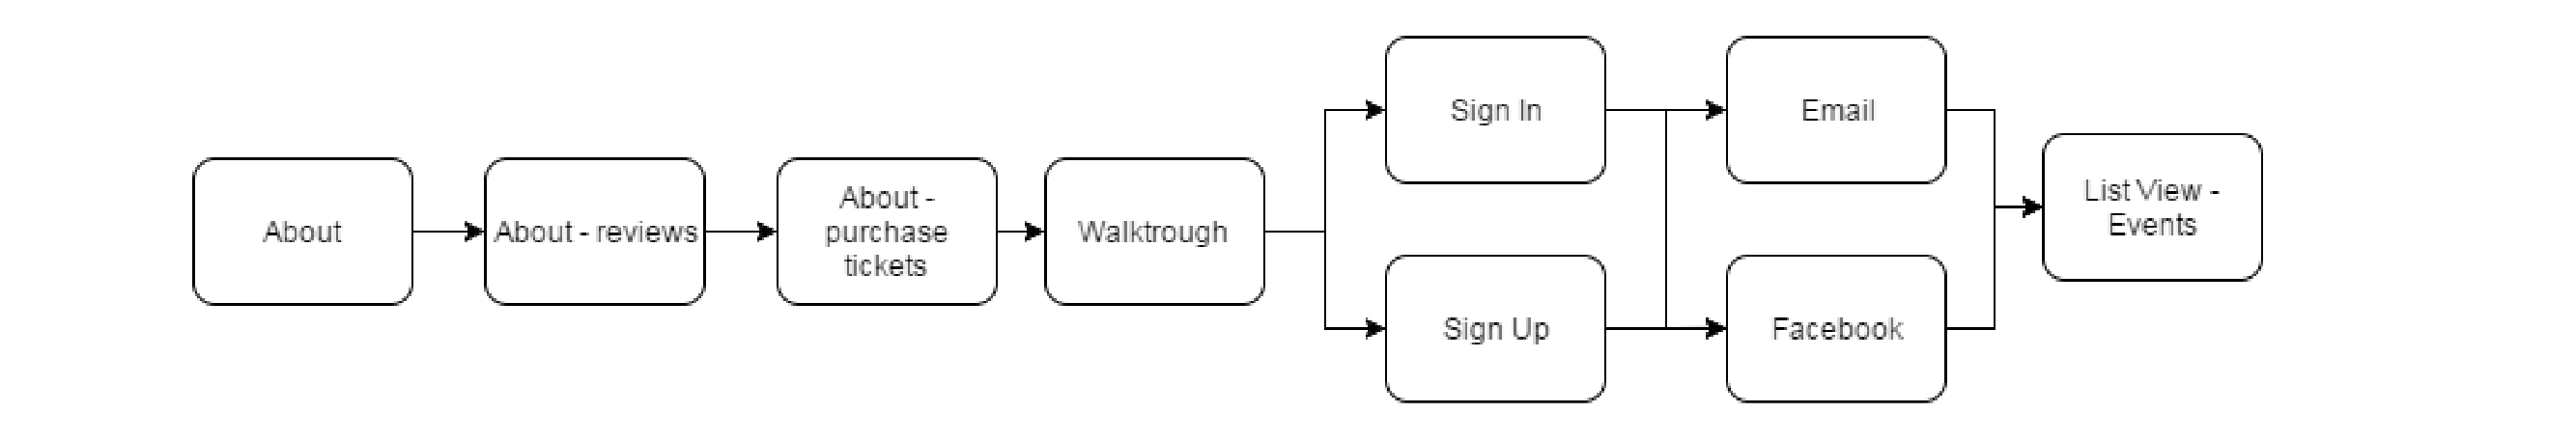 About
About - reviews
About -
purchase
tickets
Walktrough
Sign In
Sign Up
Email
Facebook
List View -
Events